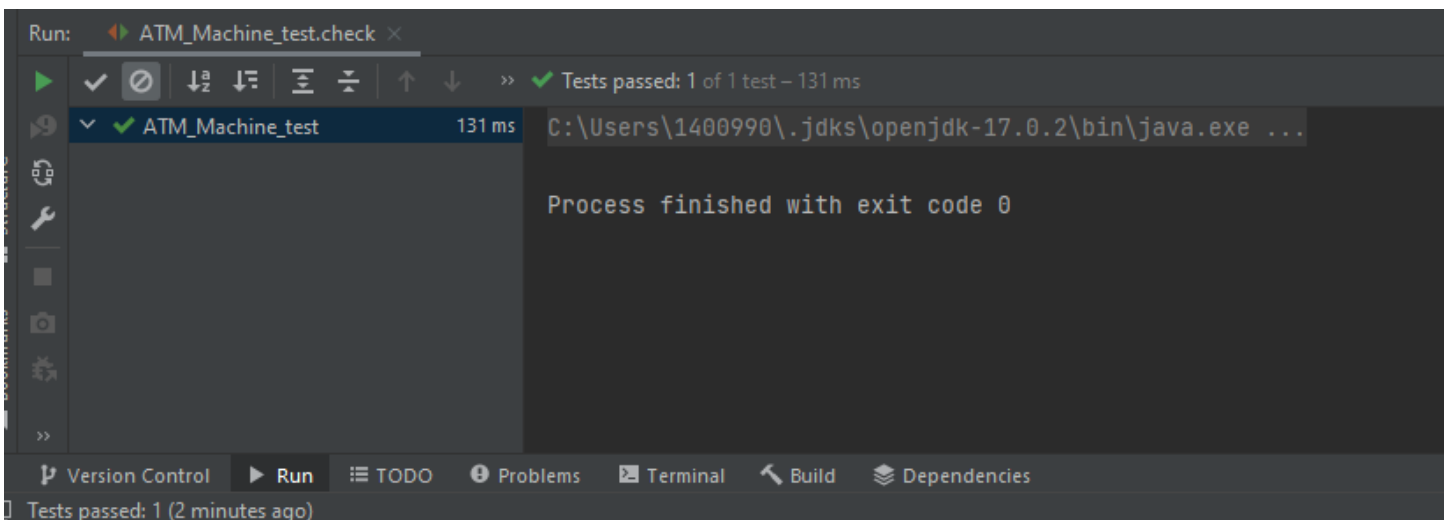 Run: ATM_Machine_test.check
Tests passed: 1 of 1 test – 131 ms
ATM_Machine_test 131 ms
C:\Users\1400990\.jdks\openjdk-17.0.2\bin\java.exe ...
Process finished with exit code 0
Version Control Run TODO Problems Terminal Build Dependencies
Tests passed: 1 (2 minutes ago)